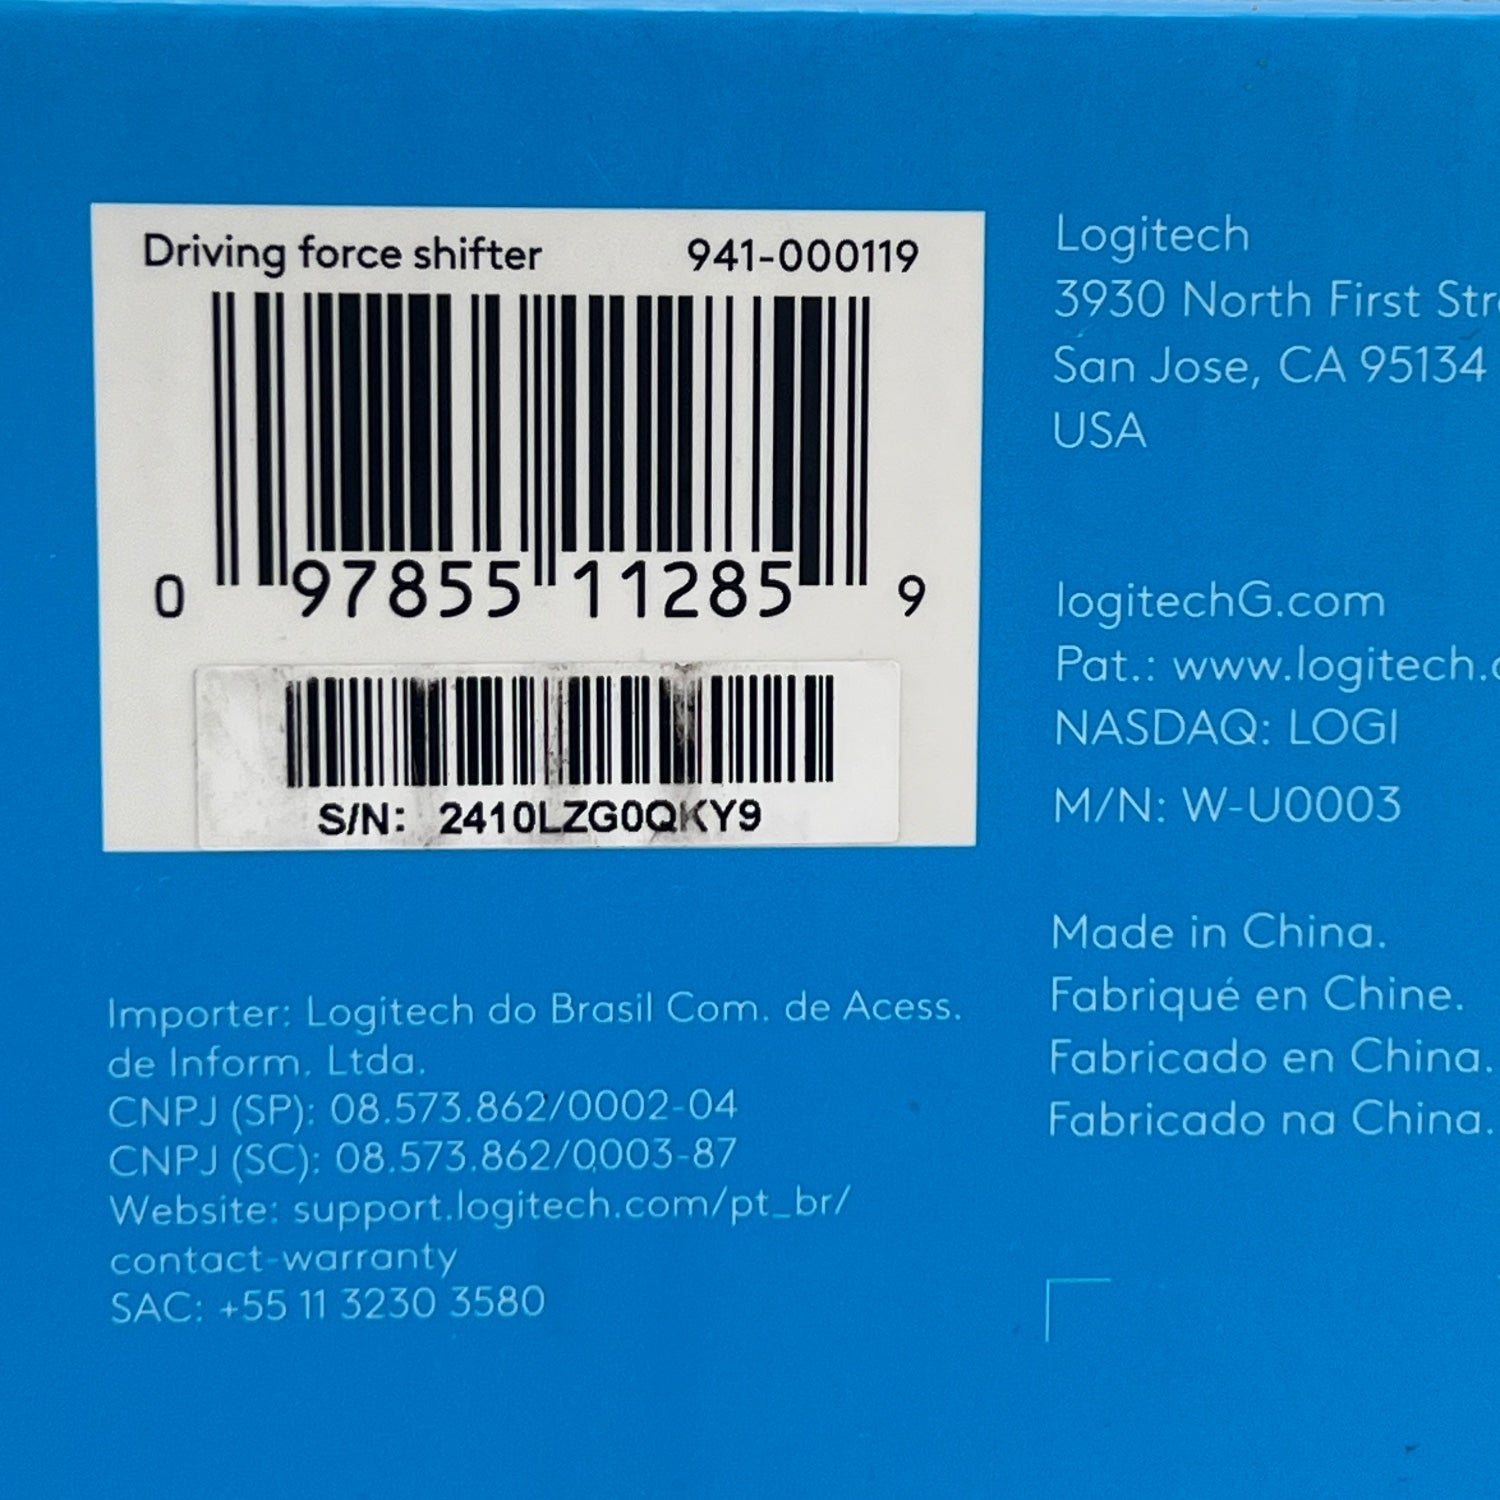 Driving force shifter 941-000119
0 97855 11285 9
S/N: 2410LZG0QKY9
Importer: Logitech do Brasil Com. de Acess.
de Inform. Ltda.
CNPJ (SP): 08.573.862/0002-04
CNPJ (SC): 08.573.862/0003-87
Website: support.logitech.com/pt_br/
contact-warranty
SAC: +55 11 3230 3580
Logitech
3930 North First
San Jose, CA 95134
USA
logitechG.com
Pat.: www.logitech.
NASDAQ: LOGI
M/N: W-U0003
Made in China.
Fabriqué en Chine.
Fabricado en China.
Fabricado na China.